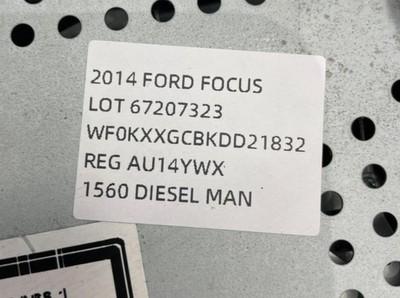 2014 FORD FOCUS
LOT 67207323
WF0KXXGCBKDD21832
REG AU14YWX
1560 DIESEL MAN